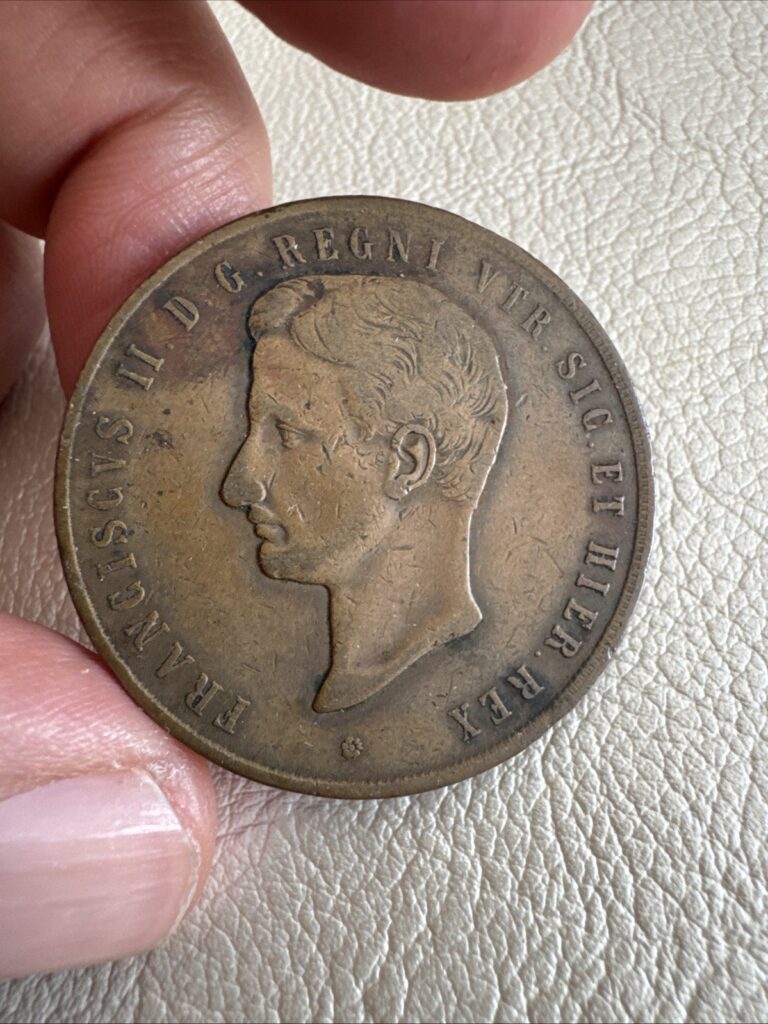 FRANCISCVS II. D. G. REGNI VTR. SIC. ET HIER. REX